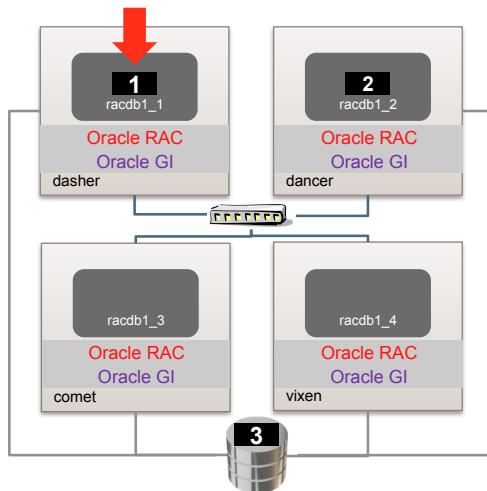 1
racdb1_1
Oracle RAC
Oracle GI
dasher
2
racdb1_2
Oracle RAC
Oracle GI
dancer
racdb1_3
Oracle RAC
Oracle GI
comet
racdb1_4
Oracle RAC
Oracle GI
vixen
3